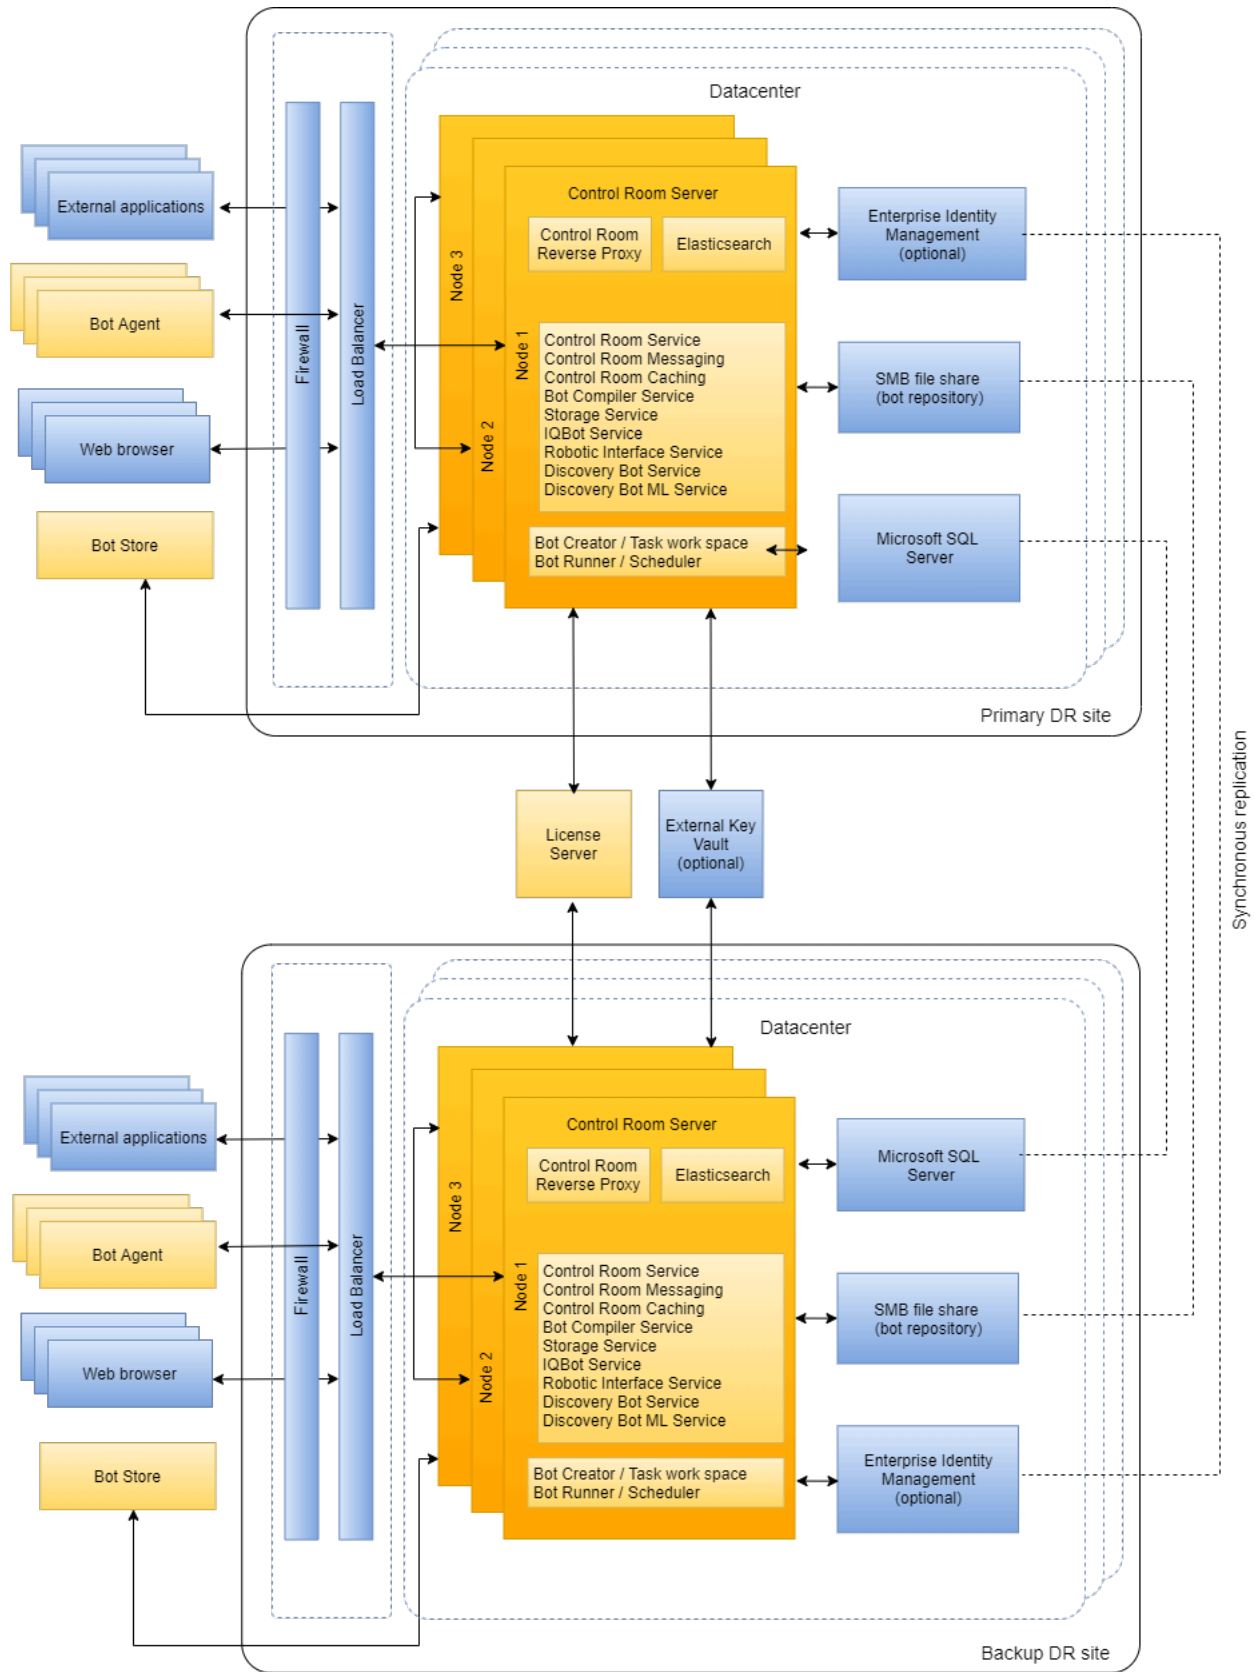 Datacenter
External applications
Bot Agent
Web browser
Bot Store
Firewall
Load Balancer
Node 3
Node 2
Node 1
Control Room Server
Control Room
Reverse Proxy
Elasticsearch
Control Room Service
Control Room Messaging
Control Room Caching
Bot Compiler Service
Storage Service
IQBot Service
Robotic Interface Service
Discovery Bot Service
Discovery Bot ML Service
Bot Creator / Task work space
Bot Runner / Scheduler
Enterprise Identity
Management
(optional)
SMB file share
(bot repository)
Microsoft SQL
Server
Primary DR site
Synchronous replication
License
Server
External Key
Vault
(optional)
Datacenter
External applications
Bot Agent
Web browser
Bot Store
Firewall
Load Balancer
Node 3
Node 2
Node 1
Control Room Server
Control Room
Reverse Proxy
Elasticsearch
Control Room Service
Control Room Messaging
Control Room Caching
Bot Compiler Service
Storage Service
IQBot Service
Robotic Interface Service
Discovery Bot Service
Discovery Bot ML Service
Bot Creator / Task work space
Bot Runner / Scheduler
Microsoft SQL
Server
SMB file share
(bot repository)
Enterprise Identity
Management
(optional)
Backup DR site